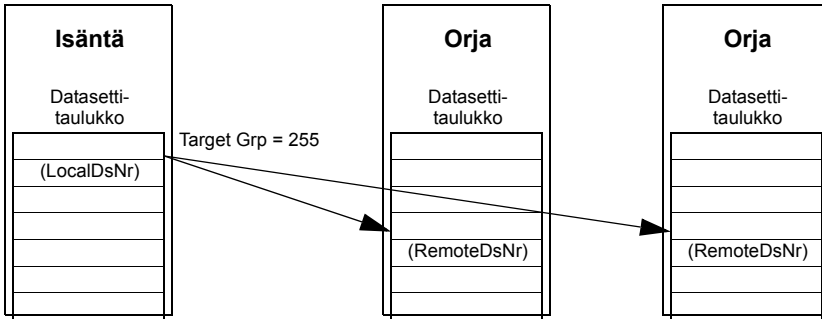 Isäntä
Orja
Orja
Datasetti-
taulukko
Datasetti-
taulukko
Datasetti-
taulukko
Target Grp = 255
(LocalDsNr)
(RemoteDsNr)
(RemoteDsNr)